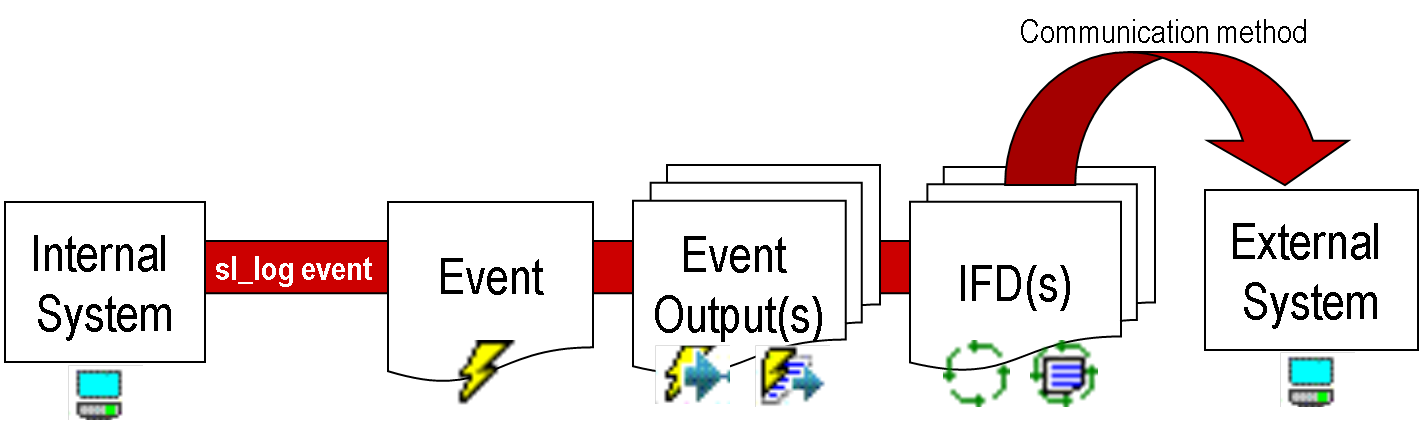 Communication method
Internal
System
sl_log event
Event
Event
Output(s)
IFD(s)
External
System